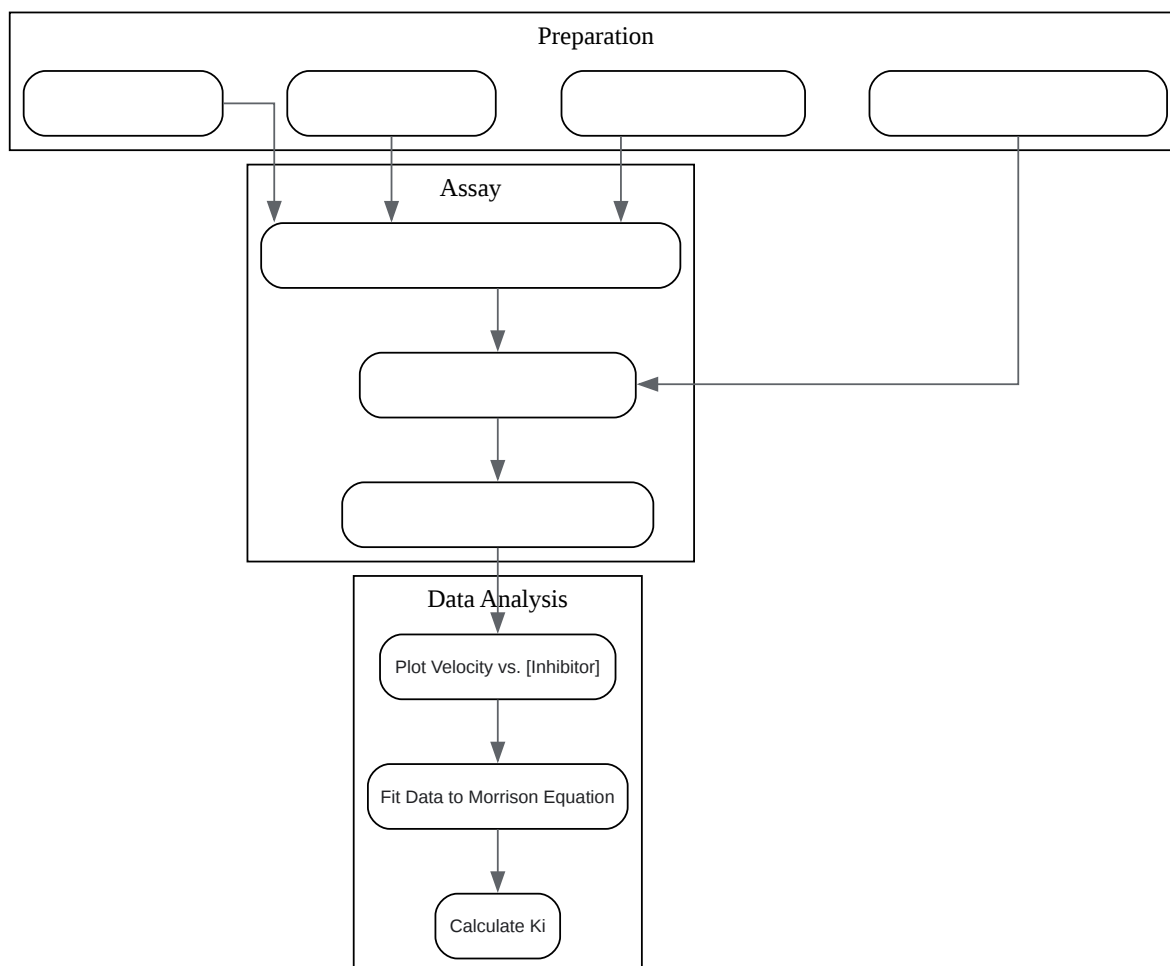 Preparation
Assay
Data Analysis
Plot Velocity vs. [Inhibitor]
Fit Data to Morrison Equation
Calculate Ki